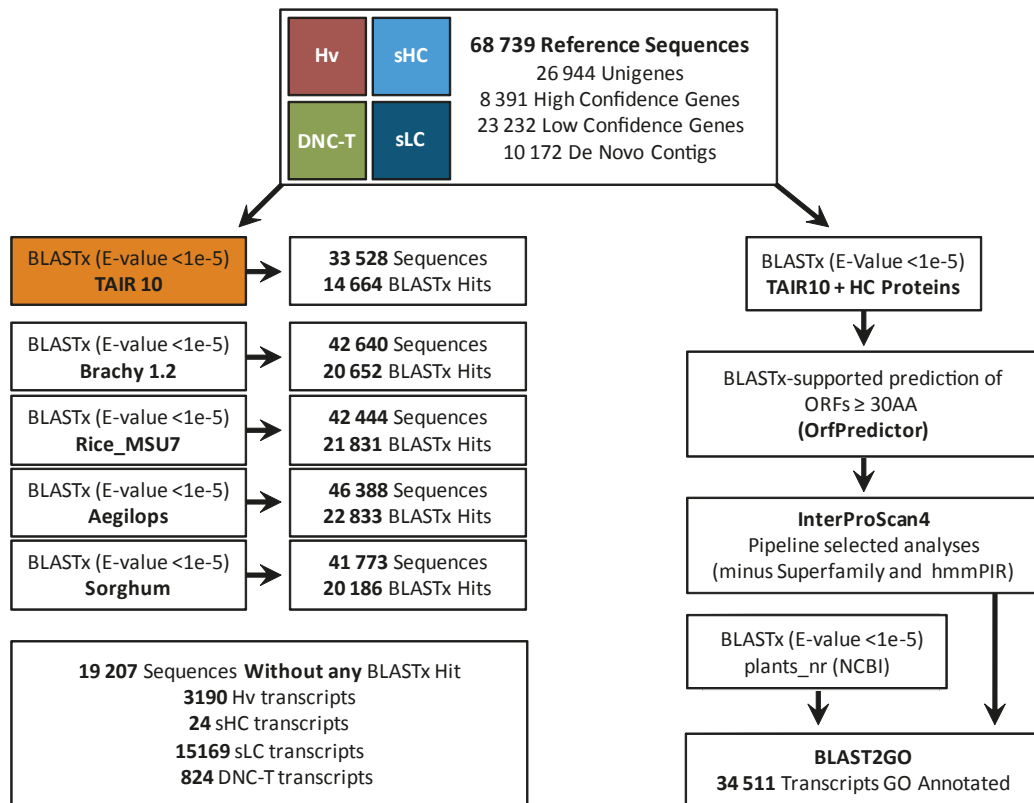 Hv
sHC
DNC-T
sLC
68 739 Reference Sequences
26 944 Unigenes
8 391 High Confidence Genes
23 232 Low Confidence Genes
10 172 De Novo Contigs
BLASTx (E-value <1e-5)
TAIR 10
33 528 Sequences
14 664 BLASTx Hits
BLASTx (E-value <1e-5)
Brachy 1.2
42 640 Sequences
20 652 BLASTx Hits
BLASTx (E-value <1e-5)
Rice_MSU7
42 444 Sequences
21 831 BLASTx Hits
BLASTx (E-value <1e-5)
Aegilops
46 388 Sequences
22 833 BLASTx Hits
BLASTx (E-value <1e-5)
Sorghum
41 773 Sequences
20 186 BLASTx Hits
19 207 Sequences Without any BLASTx Hit
3190 Hv transcripts
24 sHC transcripts
15169 sLC transcripts
824 DNC-T transcripts
BLASTx (E-Value <1e-5)
TAIR10 + HC Proteins
BLASTx-supported prediction of
ORFs ≥ 30AA
(OrfPredictor)
InterProScan4
Pipeline selected analyses
(minus Superfamily and hmmPIR)
BLASTx (E-value <1e-5)
plants_nr (NCBI)
BLAST2GO
34 511 Transcripts GO Annotated